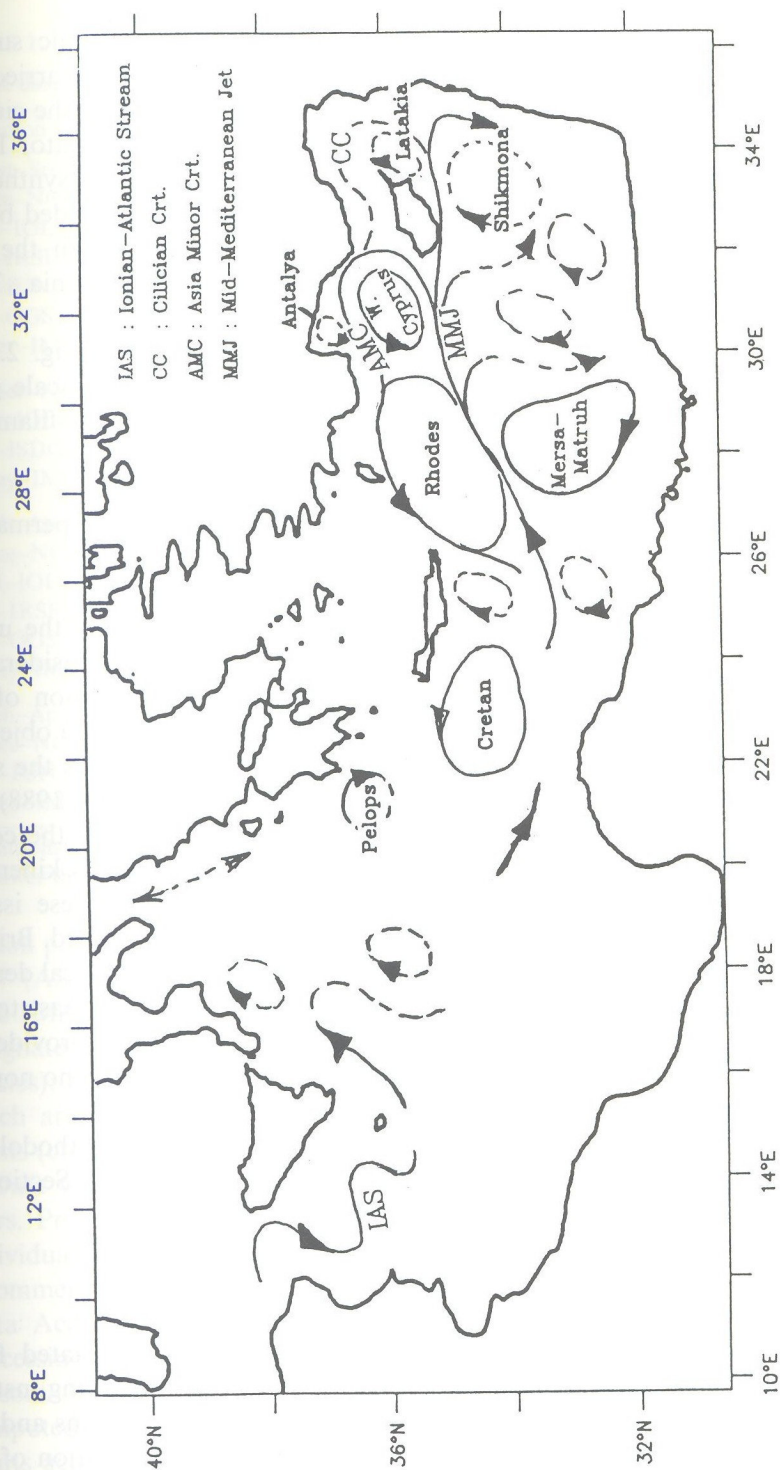 8°E 12°E 16°E 20°E 24°E 28°E 32°E 36°E
IAS : Ionian-Atlantic Stream
CC : Cilician Crt.
AMC : Asia Minor Crt.
MMJ : Mid-Mediterranean Jet
40°N
36°N
32°N
Antalya
CC
Latakia
AMC
W.
Cyprus
MMJ
Shikmona
Rhodes
Mersa-
Matruh
Pelops
Cretan
IAS
10°E 14°E 18°E 22°E 26°E 30°E 34°E